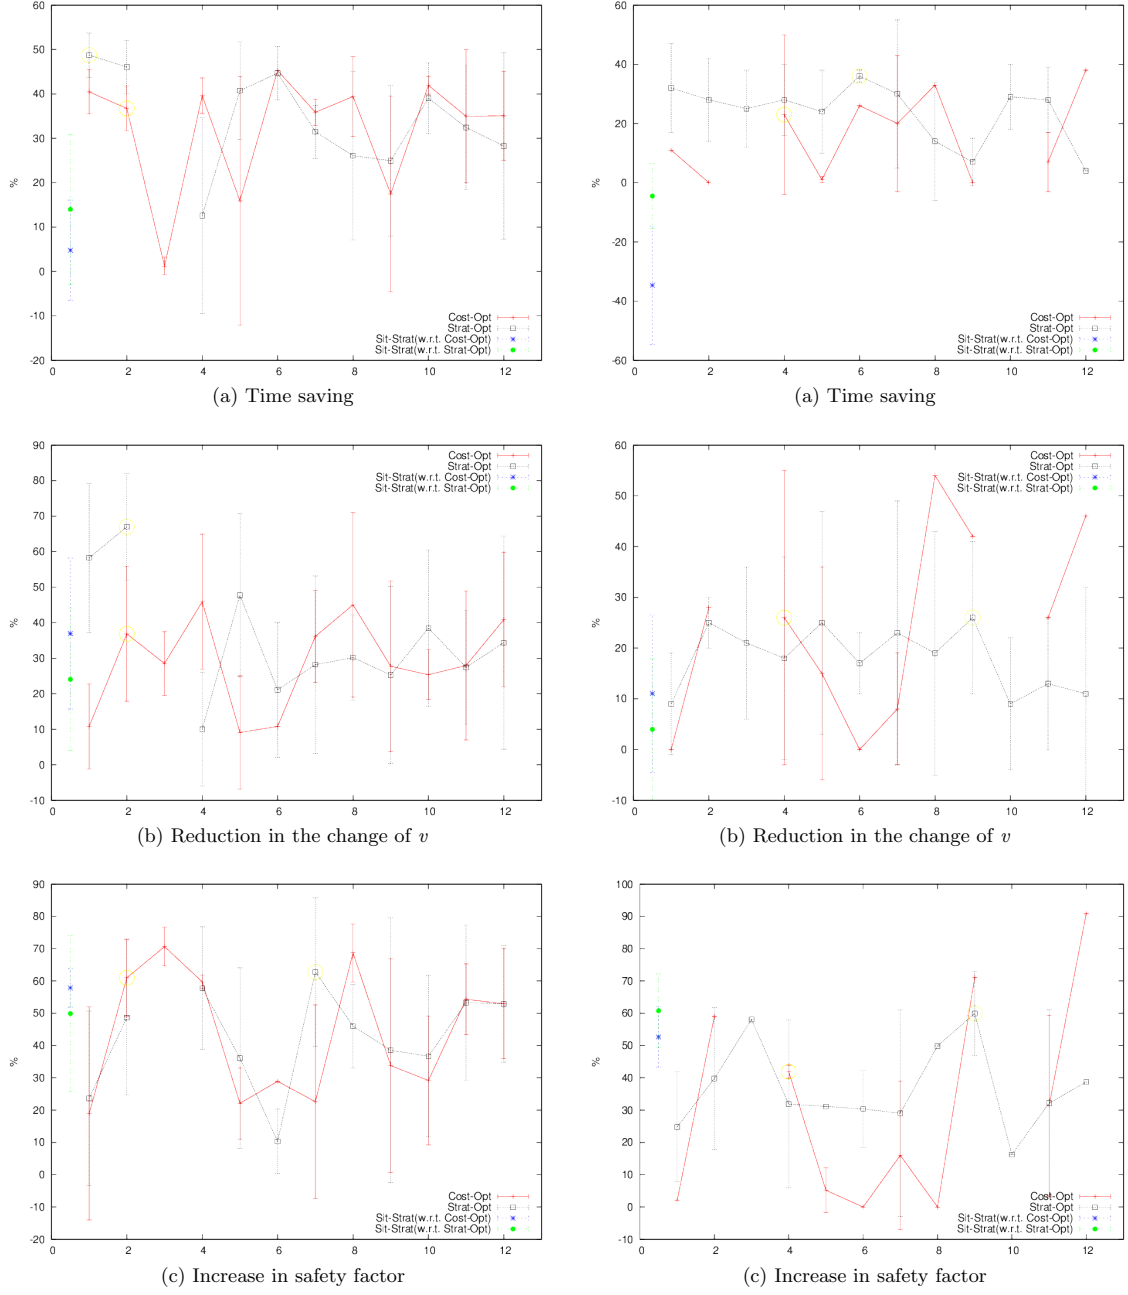 60
50
40
30
20
10
0
-10
-20
%
0 2 4 6 8 10 12
Cost-Opt
Strat-Opt
Sit-Strat(w.r.t. Cost-Opt)
Sit-Strat(w.r.t. Strat-Opt)
(a) Time saving
60
40
20
0
-20
-40
-60
%
0 2 4 6 8 10 12
Cost-Opt
Strat-Opt
Sit-Strat(w.r.t. Cost-Opt)
Sit-Strat(w.r.t. Strat-Opt)
(a) Time saving
90
80
70
60
50
40
30
20
10
0
-10
%
0 2 4 6 8 10 12
Cost-Opt
Strat-Opt
Sit-Strat(w.r.t. Cost-Opt)
Sit-Strat(w.r.t. Strat-Opt)
(b) Reduction in the change of v
60
50
40
30
20
10
0
-10
%
0 2 4 6 8 10 12
Cost-Opt
Strat-Opt
Sit-Strat(w.r.t. Cost-Opt)
Sit-Strat(w.r.t. Strat-Opt)
(b) Reduction in the change of v
90
80
70
60
50
40
30
20
10
0
-10
-20
%
0 2 4 6 8 10 12
Cost-Opt
Strat-Opt
Sit-Strat(w.r.t. Cost-Opt)
Sit-Strat(w.r.t. Strat-Opt)
(c) Increase in safety factor
100
90
80
70
60
50
40
30
20
10
0
-10
%
0 2 4 6 8 10 12
Cost-Opt
Strat-Opt
Sit-Strat(w.r.t. Cost-Opt)
Sit-Strat(w.r.t. Strat-Opt)
(c) Increase in safety factor